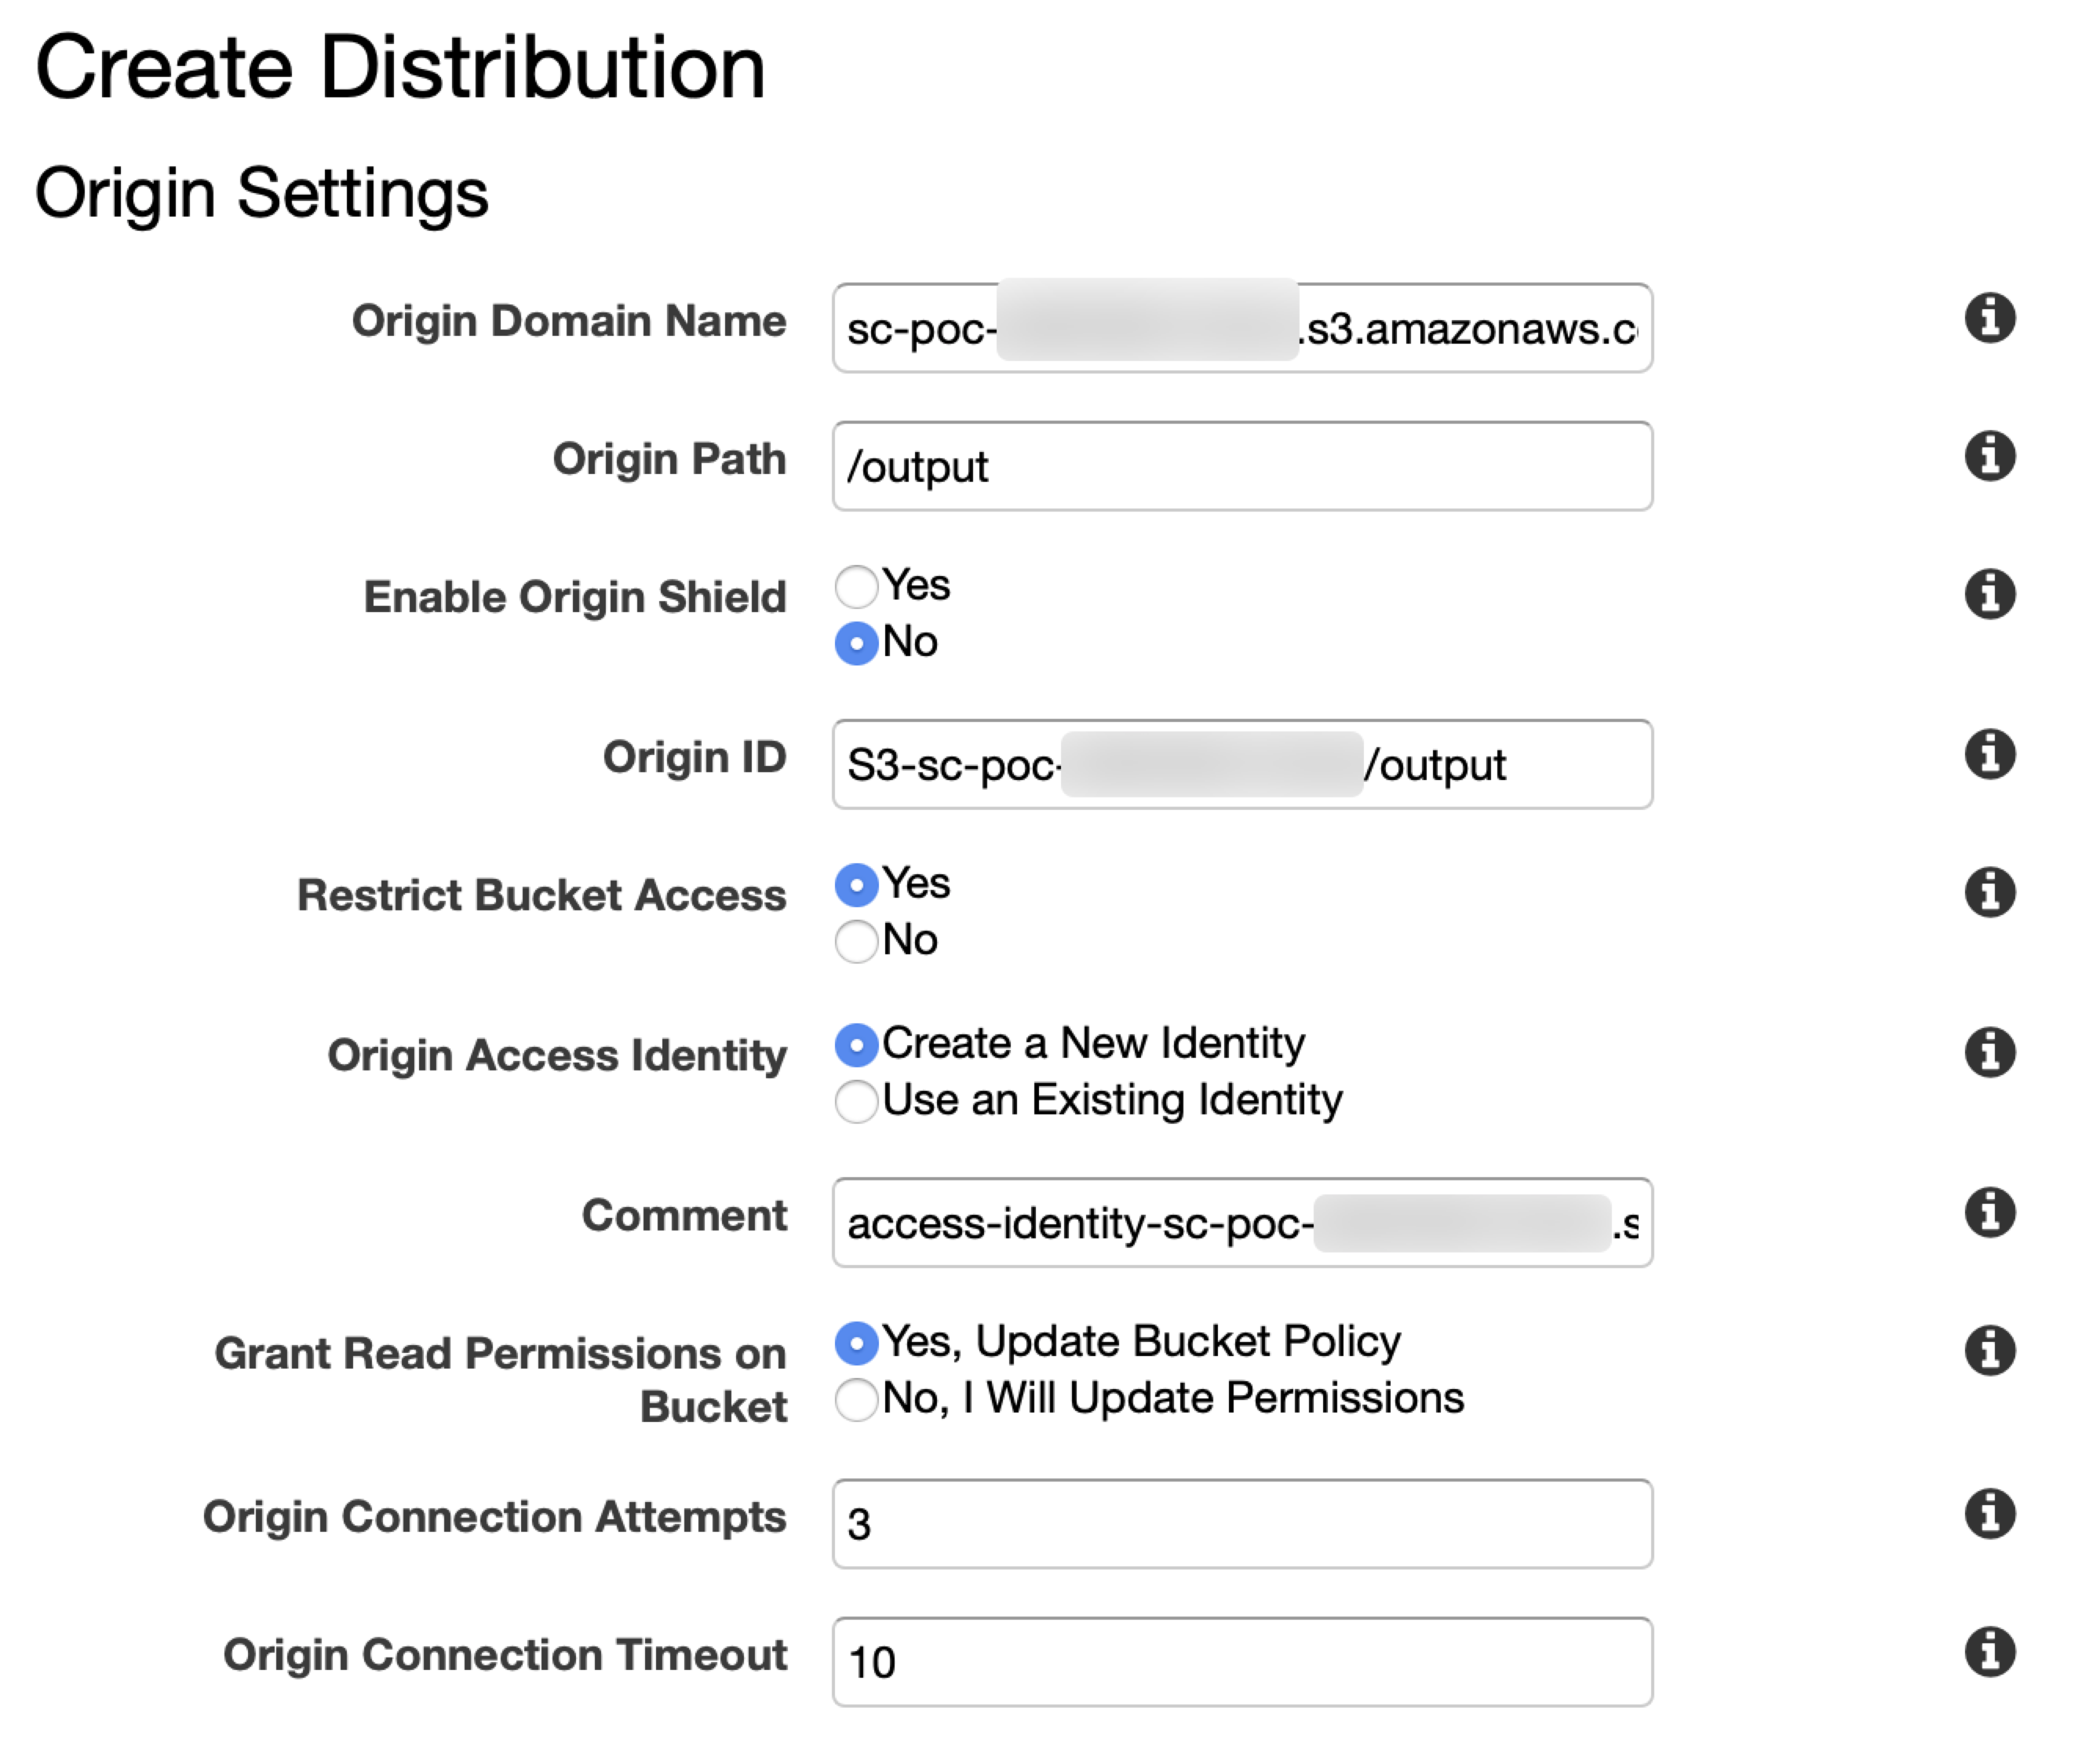 Create Distribution
Origin Settings
Origin Domain Name sc-poc- .s3.amazonaws.c
Origin Path /output
Enable Origin Shield Yes
No
Origin ID S3-sc-poc- /output
Restrict Bucket Access Yes
No
Origin Access Identity Create a New Identity
Use an Existing Identity
Comment access-identity-sc-poc- .s
Grant Read Permissions on Bucket Yes, Update Bucket Policy
No, I Will Update Permissions
Origin Connection Attempts 3
Origin Connection Timeout 10